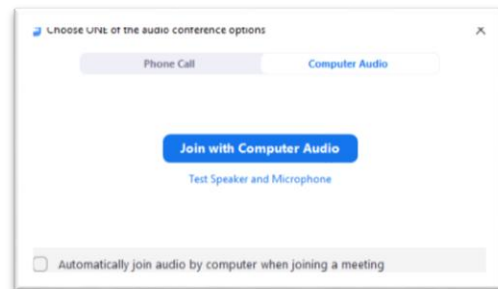 Choose ONE of the audio conference options
Phone Call
Computer Audio
Join with Computer Audio
Test Speaker and Microphone
Automatically join audio by computer when joining a meeting